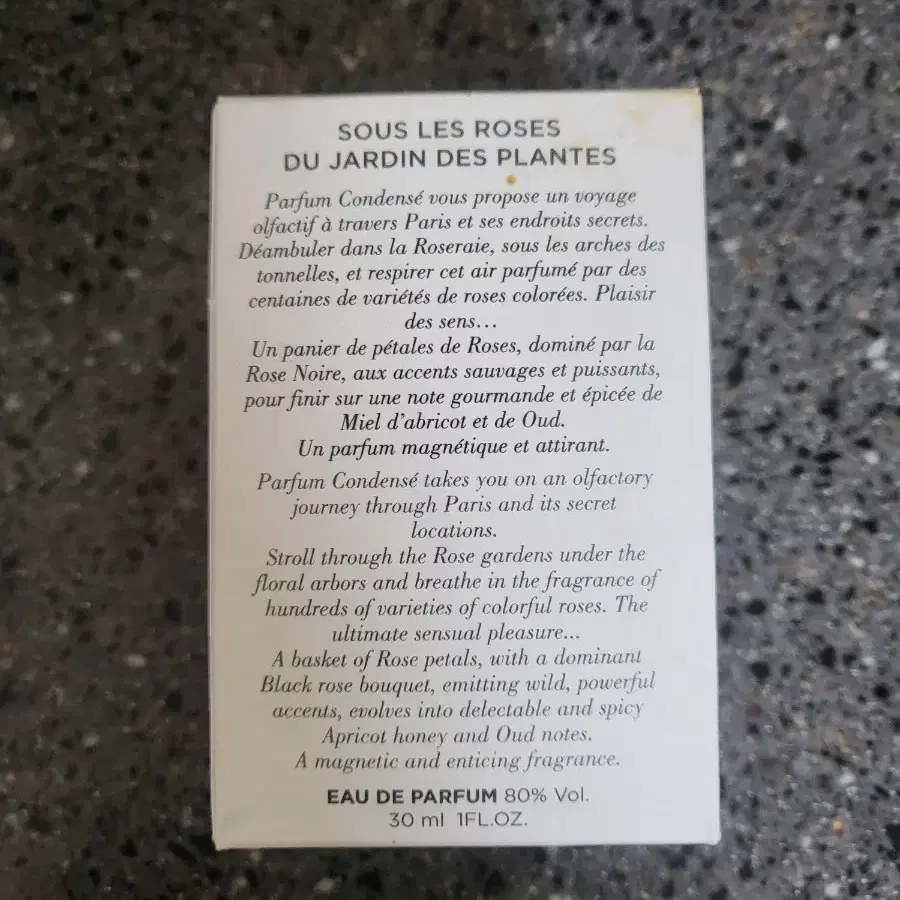 SOUS LES ROSES
DU JARDIN DES PLANTES
Parfum Condensé vous propose un voyage
olfactif à travers Paris et ses endroits secrets.
Déambuler dans la Roseraie, sous les arches des
tonnelles, et respirer cet air parfumé par des
centaines de variétés de roses colorées. Plaisir
des sens...
Un panier de pétales de Roses, dominé par la
Rose Noire, aux accents sauvages et puissants,
pour finir sur une note gourmande et épicée de
Miel d'abricot et de Oud.
Un parfum magnétique et attirant.
Parfum Condensé takes you on an olfactory
journey through Paris and its secret
locations.
Stroll through the Rose gardens under the
floral arbors and breathe in the fragrance of
hundreds of varieties of colorful roses. The
ultimate sensual pleasure...
A basket of Rose petals, with a dominant
Black rose bouquet, emitting wild, powerful
accents, evolves into delectable and spicy
Apricot honey and Oud notes.
A magnetic and enticing fragrance.
EAU DE PARFUM 80% Vol.
30 ml 1FL.OZ.